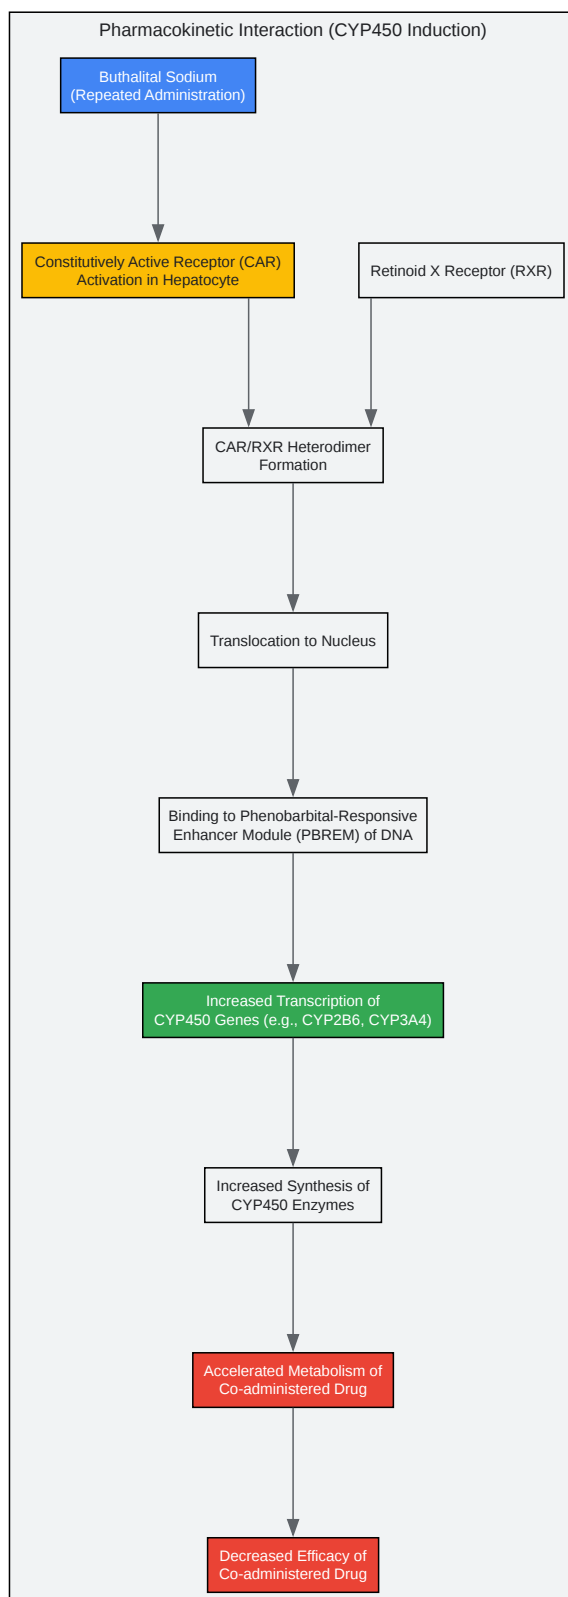 Pharmacokinetic Interaction (CYP450 Induction)
Buthalital Sodium
(Repeated Administration)
Constitutively Active Receptor (CAR)
Activation in Hepatocyte
Retinoid X Receptor (RXR)
CAR/RXR Heterodimer
Formation
Translocation to Nucleus
Binding to Phenobarbital-Responsive
Enhancer Module (PBREM) of DNA
Increased Transcription of
CYP450 Genes (e.g., CYP2B6, CYP3A4)
Increased Synthesis of
CYP450 Enzymes
Accelerated Metabolism of
Co-administered Drug
Decreased Efficacy of
Co-administered Drug